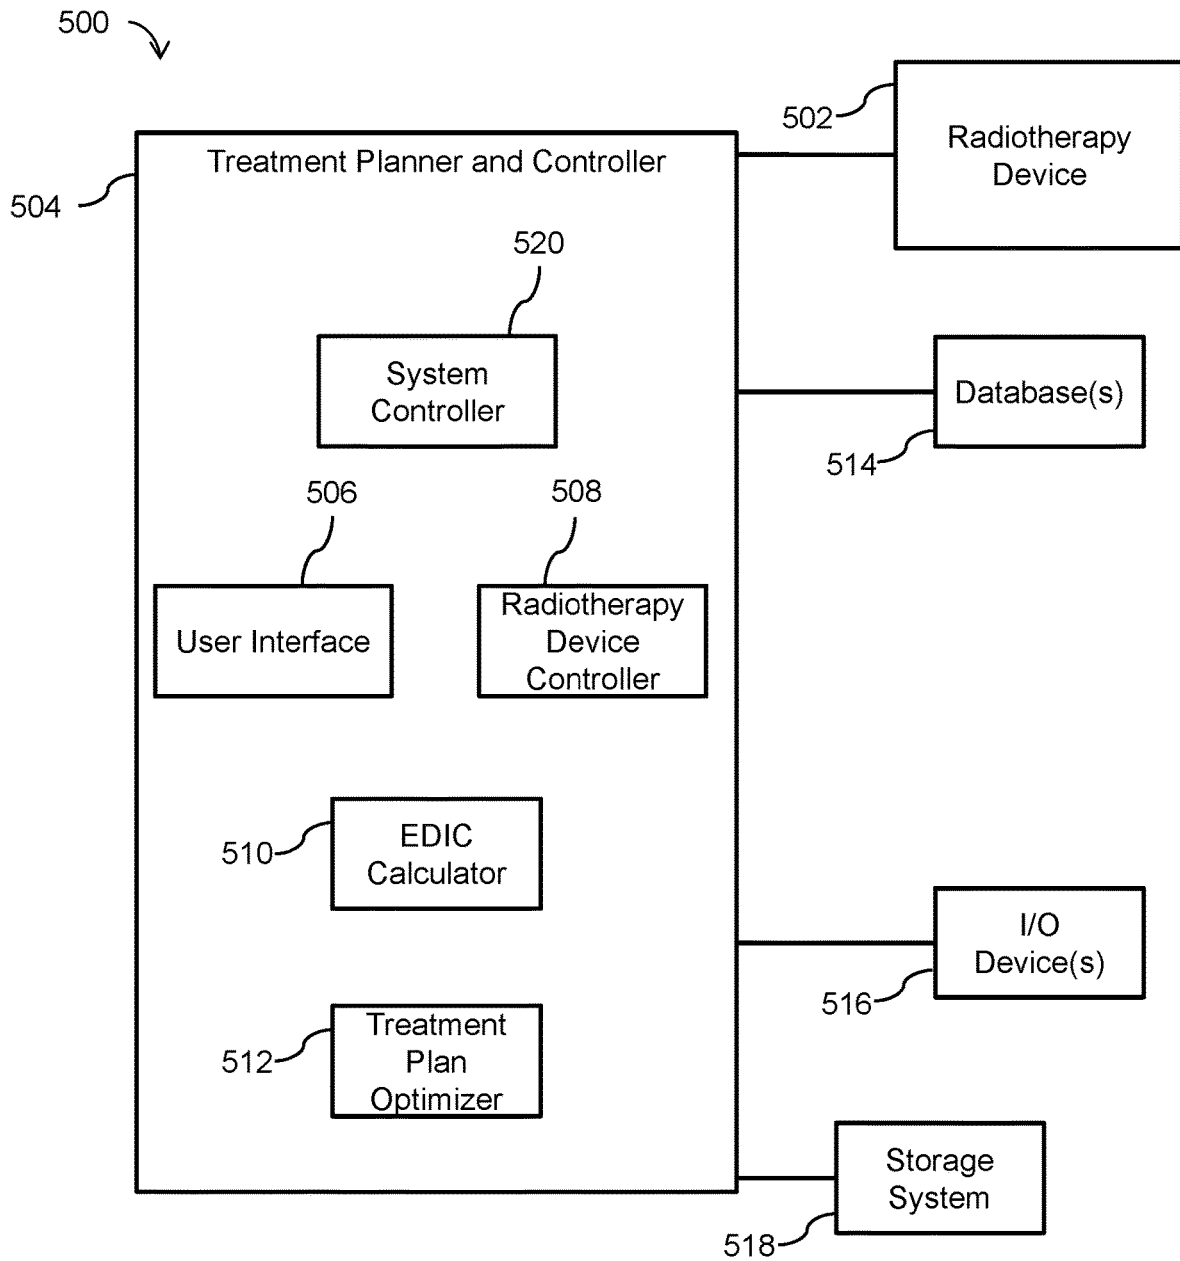 500
502
Radiotherapy
Device
Treatment Planner and Controller
504
520
System
Controller
Database(s)
514
506
508
User Interface
Radiotherapy
Device
Controller
510
EDIC
Calculator
I/O
Device(s)
516
512
Treatment
Plan
Optimizer
Storage
System
518